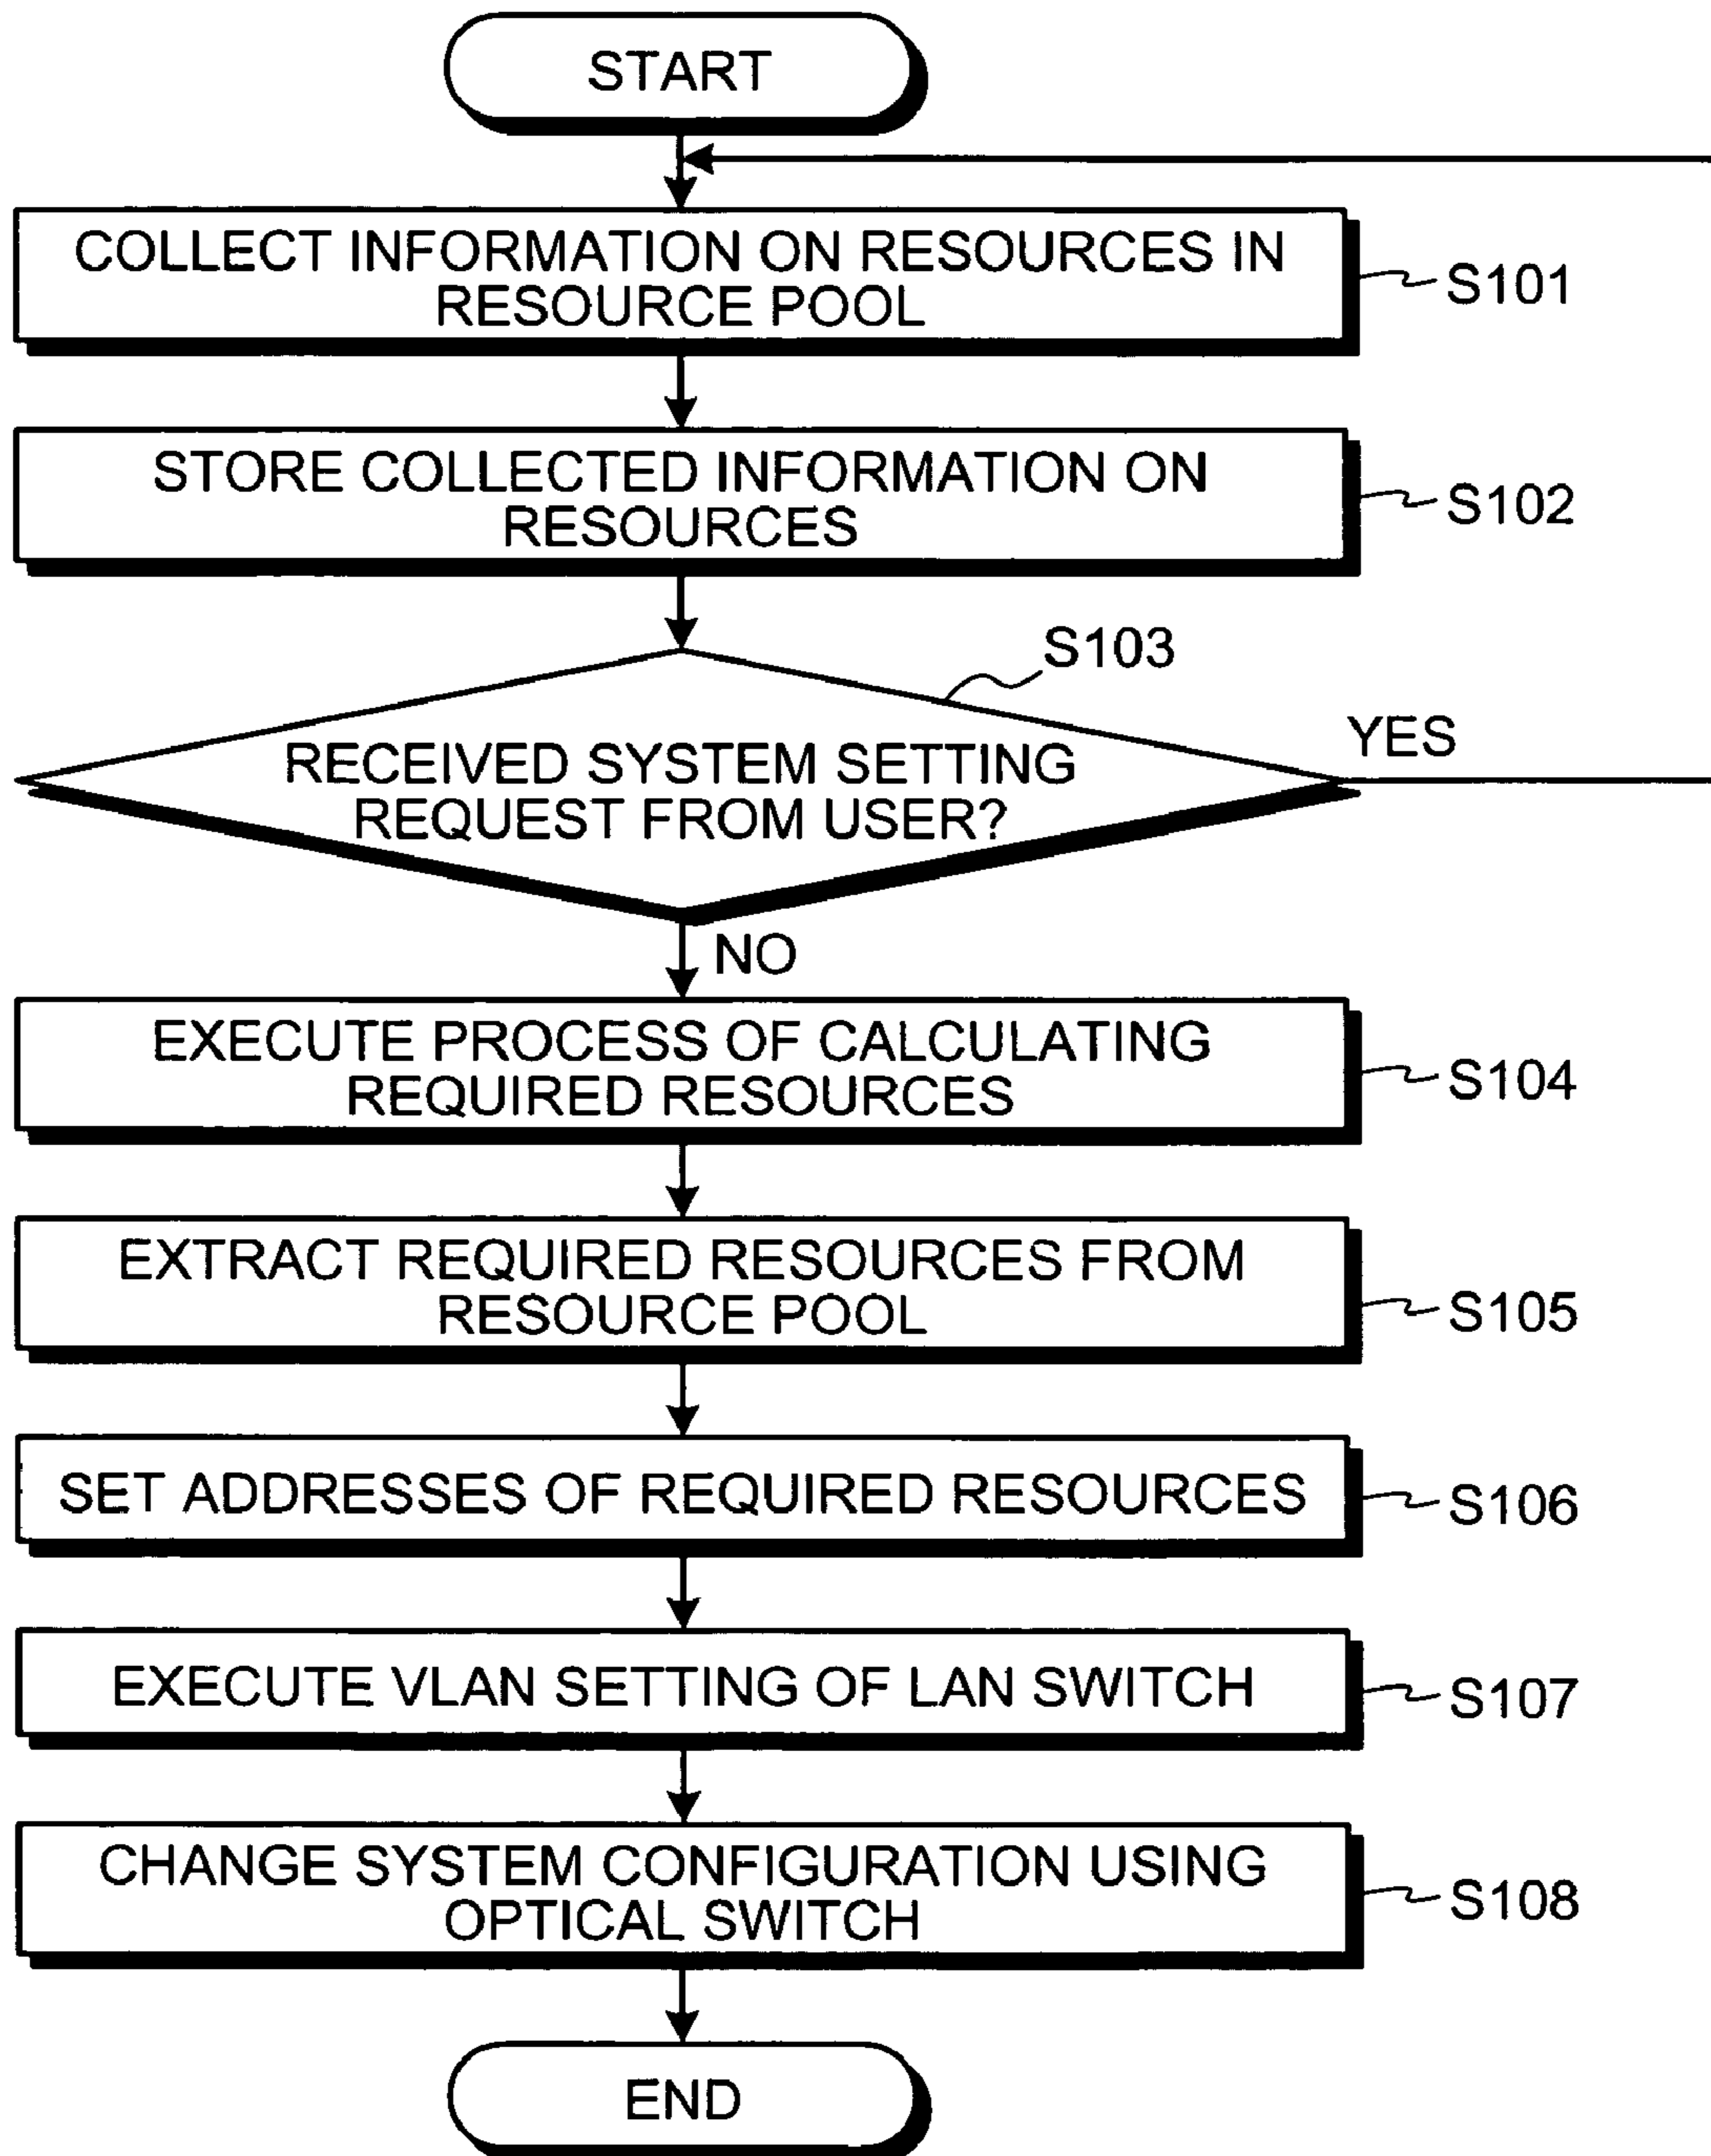 START
COLLECT INFORMATION ON RESOURCES IN
RESOURCE POOL
S101
STORE COLLECTED INFORMATION ON
RESOURCES
S102
S103
RECEIVED SYSTEM SETTING
REQUEST FROM USER?
YES
NO
EXECUTE PROCESS OF CALCULATING
REQUIRED RESOURCES
S104
EXTRACT REQUIRED RESOURCES FROM
RESOURCE POOL
S105
SET ADDRESSES OF REQUIRED RESOURCES
S106
EXECUTE VLAN SETTING OF LAN SWITCH
S107
CHANGE SYSTEM CONFIGURATION USING
OPTICAL SWITCH
S108
END